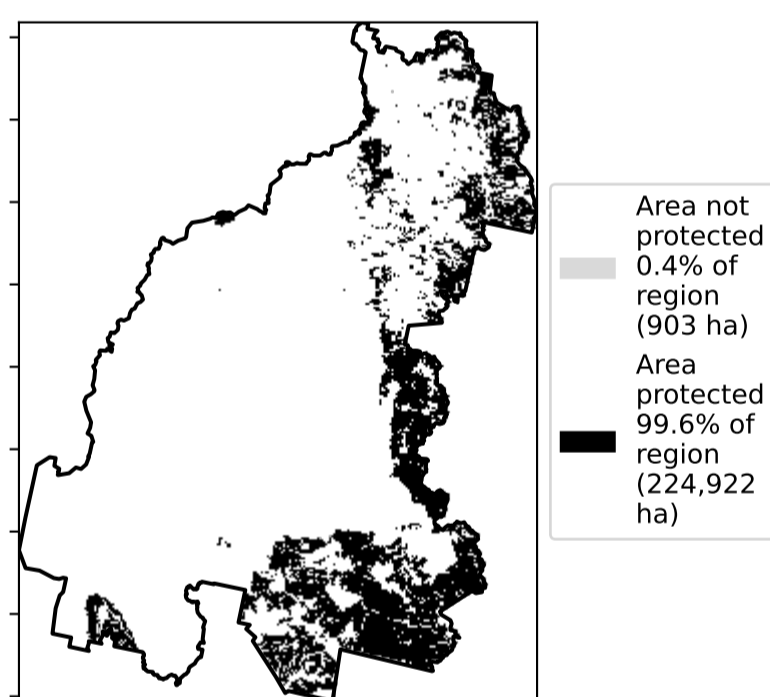 Area not
protected
0.4% of
region
(903 ha)
Area
protected
99.6% of
region
(224,922
ha)